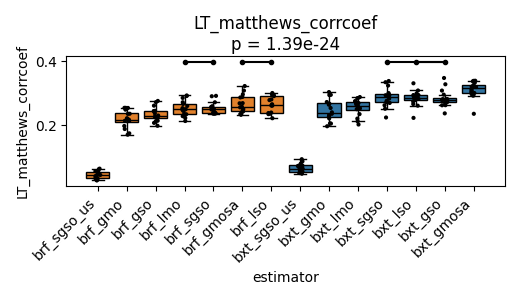 LT_matthews_corrcoef
p = 1.39e-24
LT_matthews_corrcoef
0.4
0.2
brf_sgso_us
brf_gmo
brf_gso
brf_lmo
brf_sgso
brf_gmosa
brf_lso
bxt_sgso_us
bxt_gmo
bxt_lmo
bxt_sgso
bxt_lso
bxt_gso
bxt_gmosa
estimator